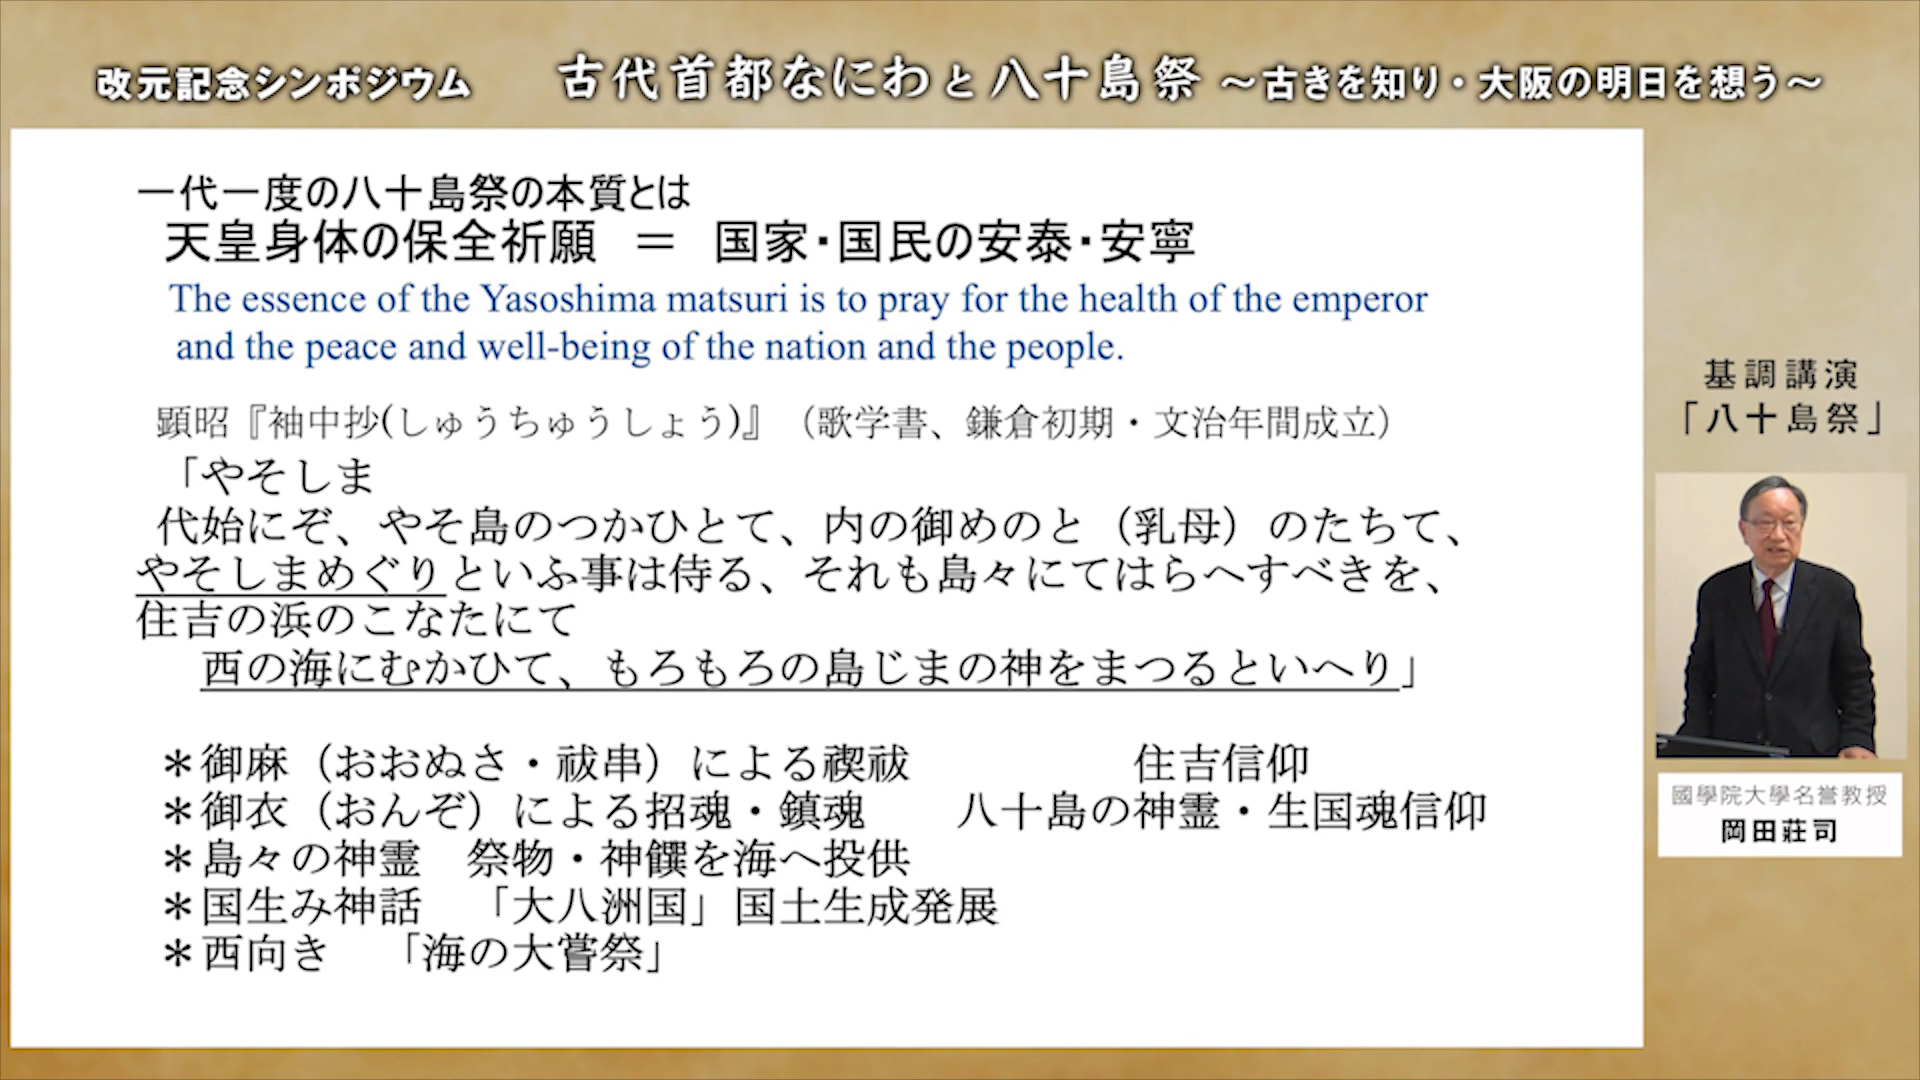 改元記念シンポジウム 古代首都なにわと八十島祭 ～古きを知り・大阪の明日を想う～
一代一度の八十島祭の本質とは
天皇身体の保全祈願 ＝ 国家・国民の安泰・安寧
The essence of the Yasoshima matsuri is to pray for the health of the emperor
and the peace and well-being of the nation and the people.
顕昭『袖中抄(しゅうちゅうしょう)』（歌学書、鎌倉初期・文治年間成立）
「やそしま
代始にぞ、やそ島のつかひとて、内の御めのと（乳母）のたちて、
やそしまめぐりといふ事は侍る、それも島々にてはらへすべきを、
住吉の浜のこなたにて
西の海にむかひて、もろもろの島じまの神をまつるといへり」
＊御麻（おおぬさ・祓串）による禊祓 住吉信仰
＊御衣（おんぞ）による招魂・鎮魂 八十島の神霊・生国魂信仰
＊島々の神霊 祭物・神饌を海へ投供
＊国生み神話 「大八洲国」国土生成発展
＊西向き 「海の大嘗祭」
基調講演
「八十島祭」
國學院大學名誉教授
岡田莊司